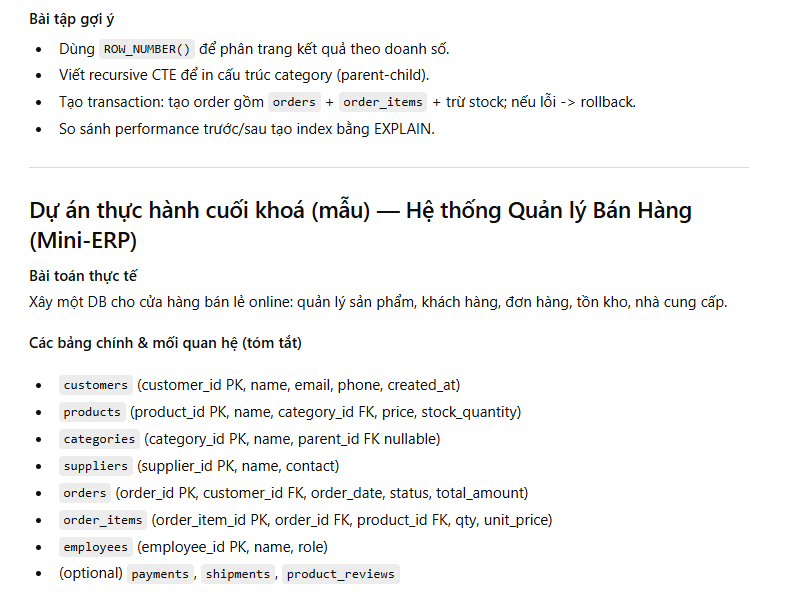 Bài tập gợi ý
• Dùng ROW_NUMBER() để phân trang kết quả theo doanh số.
• Viết recursive CTE để in cấu trúc category (parent-child).
• Tạo transaction: tạo order gồm orders + order_items + trừ stock; nếu lỗi -> rollback.
• So sánh performance trước/sau tạo index bằng EXPLAIN.
Dự án thực hành cuối khoá (mẫu) — Hệ thống Quản lý Bán Hàng
(Mini-ERP)
Bài toán thực tế
Xây một DB cho cửa hàng bán lẻ online: quản lý sản phẩm, khách hàng, đơn hàng, tồn kho, nhà cung cấp.
Các bảng chính & mối quan hệ (tóm tắt)
• customers (customer_id PK, name, email, phone, created_at)
• products (product_id PK, name, category_id FK, price, stock_quantity)
• categories (category_id PK, name, parent_id FK nullable)
• suppliers (supplier_id PK, name, contact)
• orders (order_id PK, customer_id FK, order_date, status, total_amount)
• order_items (order_item_id PK, order_id FK, product_id FK, qty, unit_price)
• employees (employee_id PK, name, role)
• (optional) payments, shipments, product_reviews